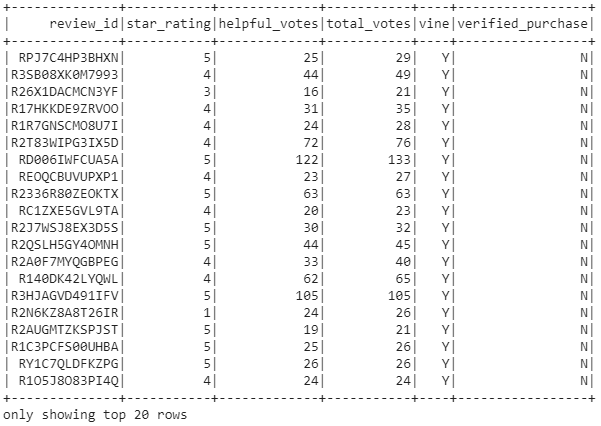 +--------------+-----------+-------------+-----------+----+-----------------+
|     review_id|star_rating|helpful_votes|total_votes|vine|verified_purchase|
+--------------+-----------+-------------+-----------+----+-----------------+
| RPJ7C4HP3BHXN|          5|           25|         29|   Y|                N|
|R3SB08XK0M7993|          4|           44|         49|   Y|                N|
|R26X1DACMCN3YF|          3|           16|         21|   Y|                N|
|R17HKKDE9ZRVOO|          4|           31|         35|   Y|                N|
|R1R7GNSCMO8U7I|          4|           24|         28|   Y|                N|
|R2T83WIPG3IX5D|          4|           72|         76|   Y|                N|
| RD006IWFCUA5A|          5|          122|        133|   Y|                N|
| REOQCBUVUPXP1|          4|           23|         27|   Y|                N|
|R2336R80ZEOKTX|          5|           63|         63|   Y|                N|
| RC1ZXE5GVL9TA|          4|           20|         23|   Y|                N|
|R2J7WSJ8EX3D5S|          5|           30|         32|   Y|                N|
|R2QSLH5GY4OMNH|          5|           44|         45|   Y|                N|
|R2A0F7MYQGBPEG|          4|           33|         40|   Y|                N|
| R140DK42LYQWL|          4|           62|         65|   Y|                N|
|R3HJAGVD491IFV|          5|          105|        105|   Y|                N|
|R2N6KZ8A8T26IR|          1|           24|         26|   Y|                N|
|R2AUGMTZKSPJST|          5|           19|         21|   Y|                N|
|R1C3PCFS00UHBA|          5|           25|         26|   Y|                N|
| RY1C7QLDFKZPG|          5|           26|         26|   Y|                N|
|R1O5J8O83PI4Q|          4|           24|         24|   Y|                N|
+--------------+-----------+-------------+-----------+----+-----------------+
only showing top 20 rows